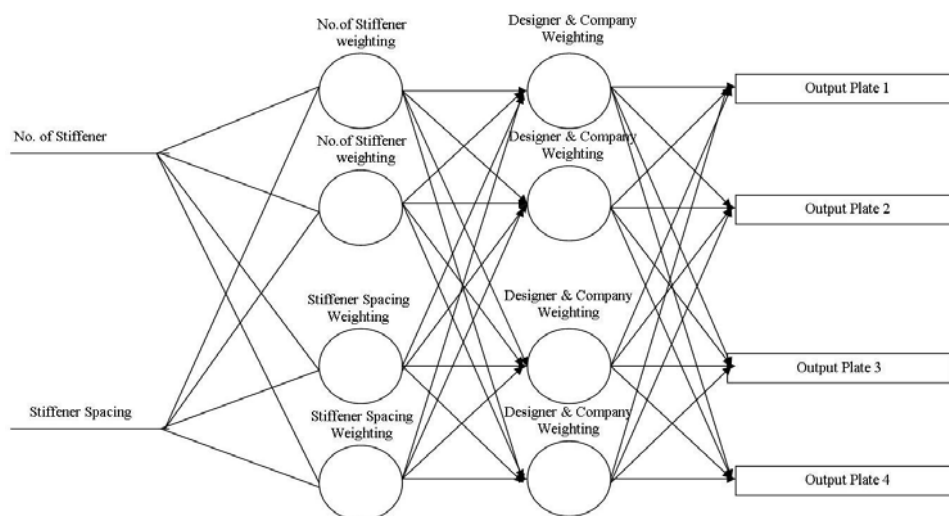 No.of Stiffener
weighting
Designer & Company
Weighting
Output Plate 1
No. of Stiffener
No.of Stiffener
weighting
Designer & Company
Weighting
Output Plate 2
Stiffener Spacing
Weighting
Designer & Company
Weighting
Output Plate 3
Stiffener Spacing
Stiffener Spacing
Weighting
Designer & Company
Weighting
Output Plate 4